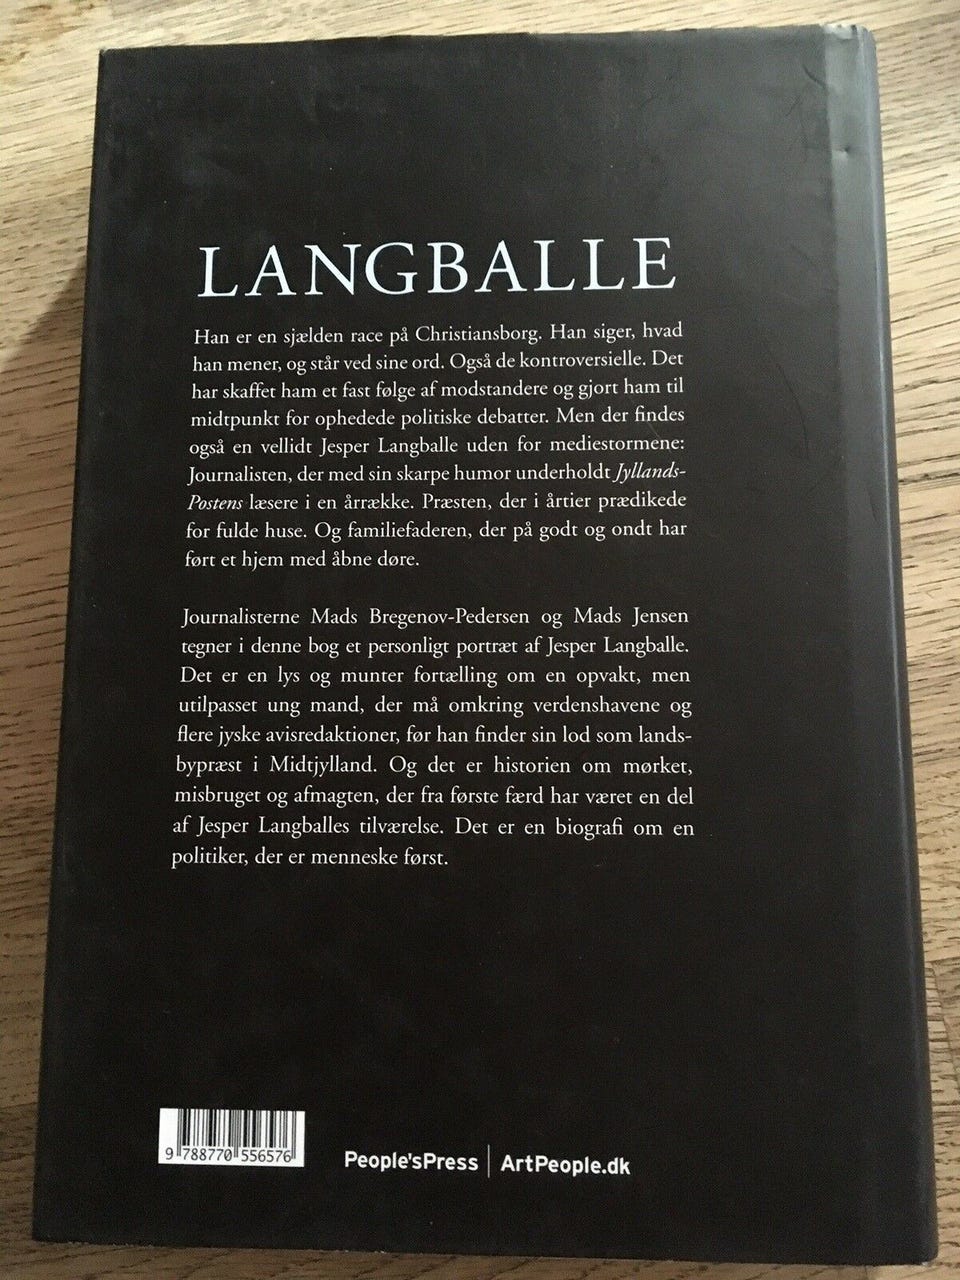 LANGBALLE
Han er en sjælden race på Christiansborg. Han siger, hvad
han mener, og står ved sine ord. Også de kontroversielle. Det
har skaffet ham et fast følge af modstandere og gjort ham til
midtpunkt for ophedede politiske debatter. Men der findes
også en vellidt Jesper Langballe uden for mediestormene:
Journalisten, der med sin skarpe humor underholdt Jyllands-
Postens læsere i en årrække. Præsten, der i årtier prædikede
for fulde huse. Og familiefaderen, der på godt og ondt har
ført et hjem med åbne døre.
Journalisterne Mads Bregenov-Pedersen og Mads Jensen
tegner i denne bog et personligt portræt af Jesper Langballe.
Det er en lys og munter fortælling om en opvakt, men
utilpasset ung mand, der må omkring verdenshavene og
flere jyske avisredaktioner, før han finder sin lod som lands-
bypræst i Midtjylland. Og det er historien om mørket,
misbruget og afmagten, der fra første færd har været en del
af Jesper Langballes tilværelse. Det er en biografi om en
politiker, der er menneske først.
9 788770 556576
People'sPress | ArtPeople.dk